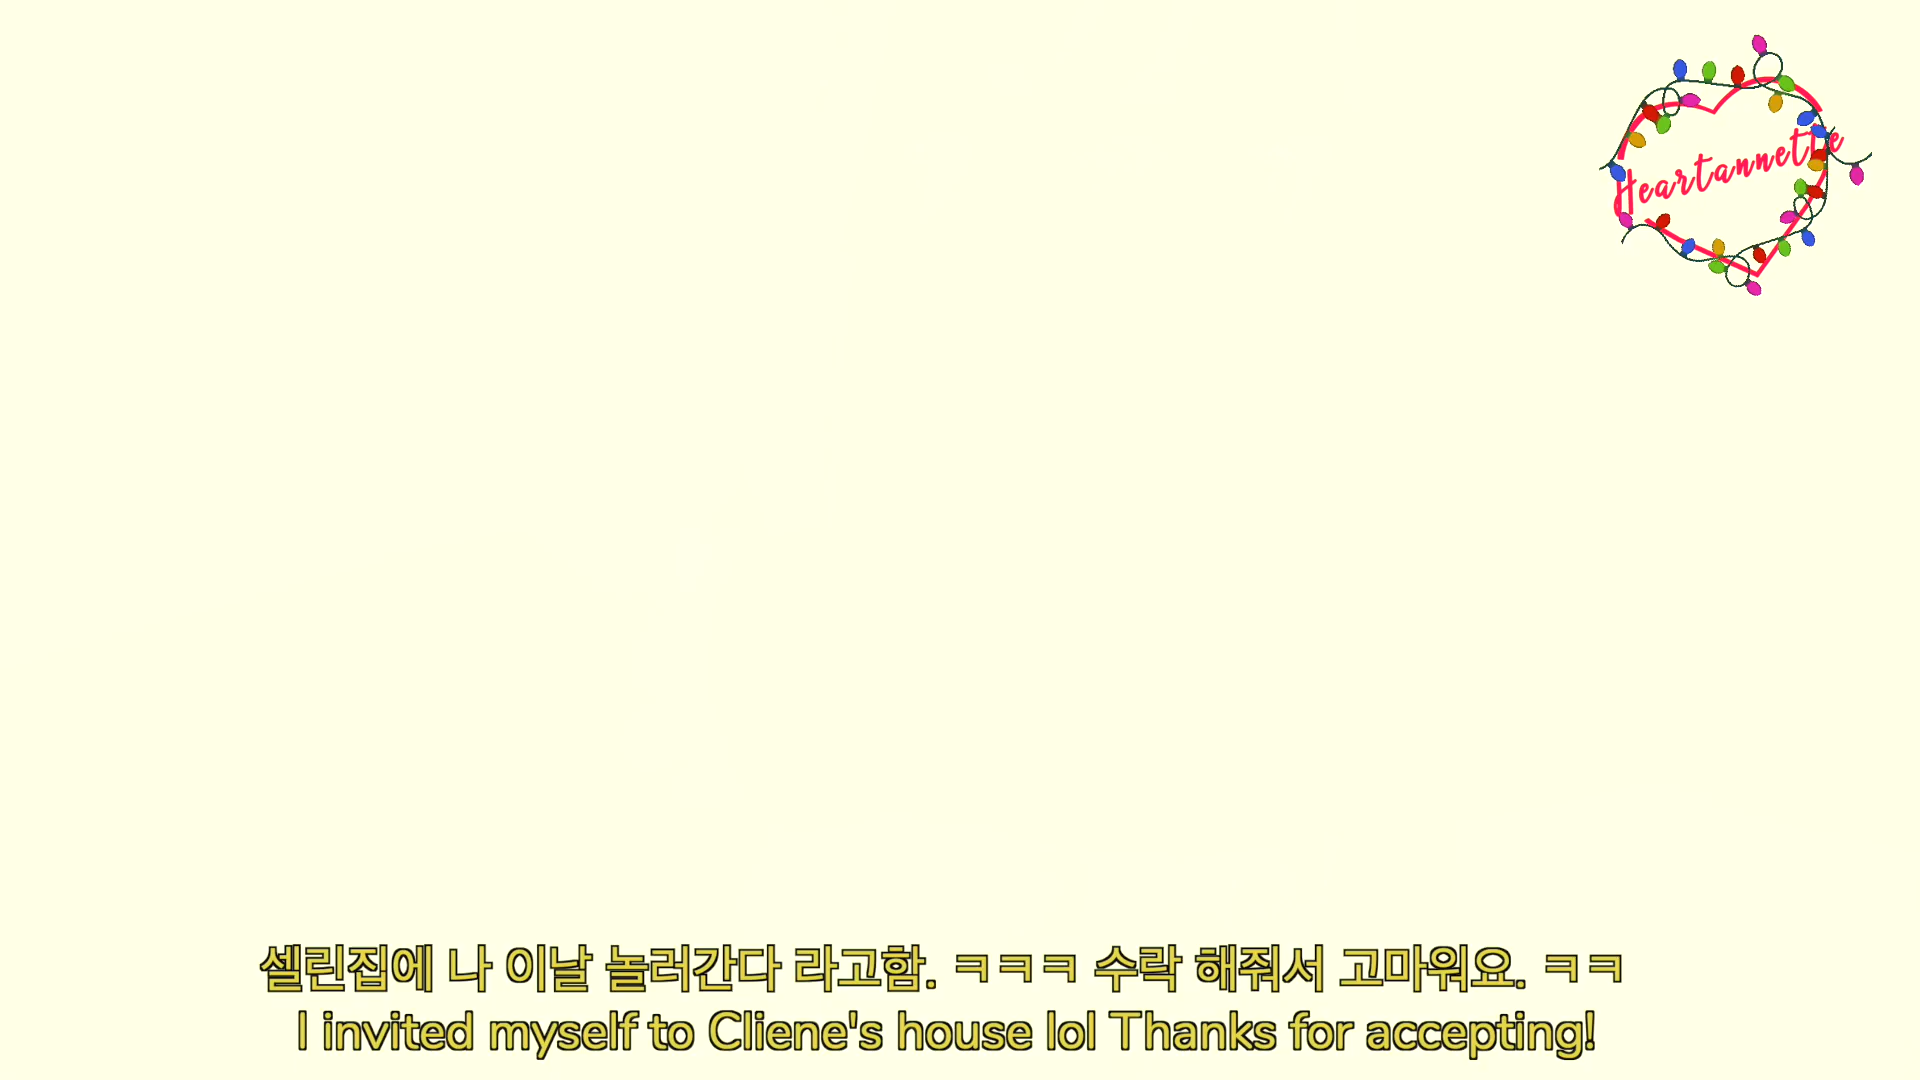 Heartannette
셀린집에 나 이날 놀러간다 라고함. ㅋㅋㅋ 수락 해줘서 고마워요. ㅋㅋ
I invited myself to Cliene's house lol Thanks for accepting!